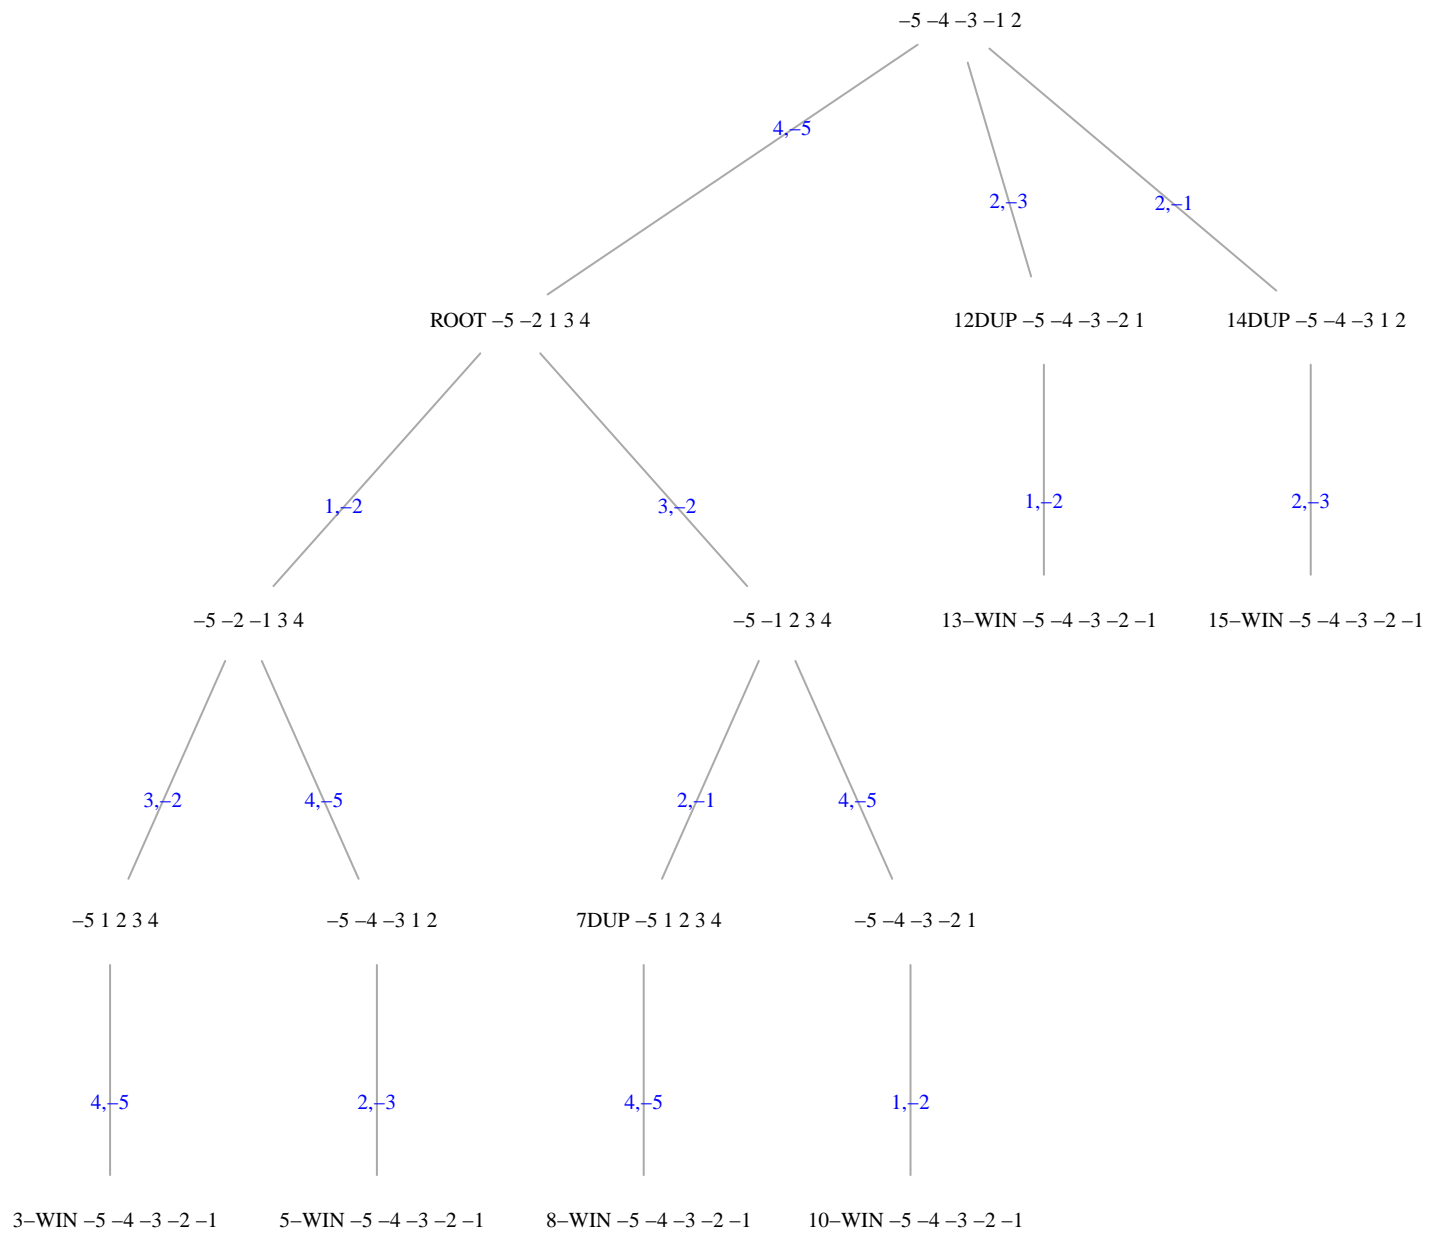 −5 −4 −3 −1 2
4,−5
2,−3
2,−1
ROOT −5 −2 1 3 4
12DUP −5 −4 −3 −2 1
14DUP −5 −4 −3 1 2
1,−2
3,−2
1,−2
2,−3
−5 −2 −1 3 4
−5 −1 2 3 4
13−WIN −5 −4 −3 −2 −1
15−WIN −5 −4 −3 −2 −1
3,−2
4,−5
2,−1
4,−5
−5 1 2 3 4
−5 −4 −3 1 2
7DUP −5 1 2 3 4
−5 −4 −3 −2 1
4,−5
2,−3
4,−5
1,−2
3−WIN −5 −4 −3 −2 −1
5−WIN −5 −4 −3 −2 −1
8−WIN −5 −4 −3 −2 −1
10−WIN −5 −4 −3 −2 −1